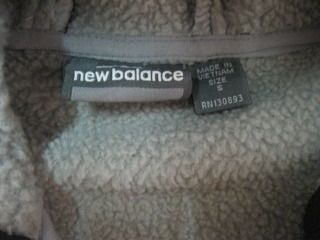 new balance
MADE IN
VIETNAM
SIZE
S
RN130893